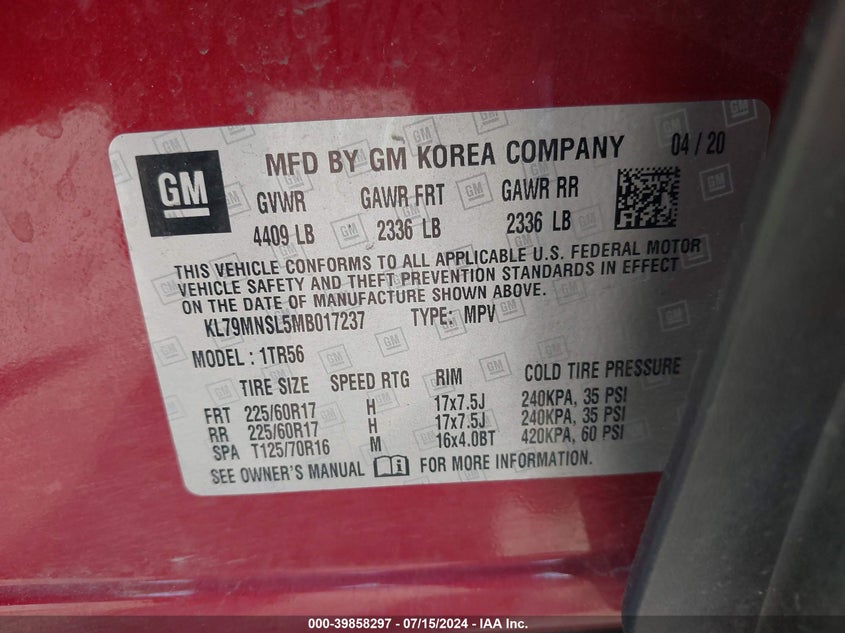 GM
MFD BY GM KOREA COMPANY 04 / 20
GVWR GAWR FRT GAWR RR
4409 LB 2336 LB 2336 LB
THIS VEHICLE CONFORMS TO ALL APPLICABLE U.S. FEDERAL MOTOR
VEHICLE SAFETY AND THEFT PREVENTION STANDARDS IN EFFECT
ON THE DATE OF MANUFACTURE SHOWN ABOVE.
KL79MNSL5MB017237 TYPE: MPV
MODEL : 1TR56
TIRE SIZE SPEED RTG RIM COLD TIRE PRESSURE
FRT 225/60R17 H 17x7.5J 240KPA, 35 PSI
RR 225/60R17 H 17x7.5J 240KPA, 35 PSI
SPA T125/70R16 M 16x4.0BT 420KPA, 60 PSI
SEE OWNER'S MANUAL FOR MORE INFORMATION.
000-39858297 - 07/15/2024 - IAA Inc.